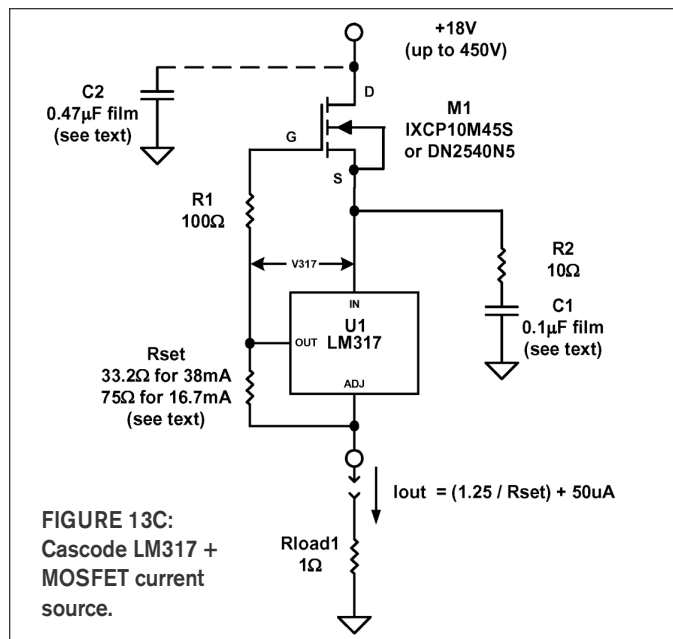 +18V
(up to 450V)
C2
0.47µF film
(see text)
D
M1
IXCP10M45S
or DN2540N5
G
S
R1
100Ω
V317
R2
10Ω
IN
U1
LM317
OUT
ADJ
C1
0.1µF film
(see text)
Rset
33.2Ω for 38mA
75Ω for 16.7mA
(see text)
Iout = (1.25 / Rset) + 50uA
FIGURE 13C:
Cascode LM317 +
MOSFET current
source.
Rload1
1Ω